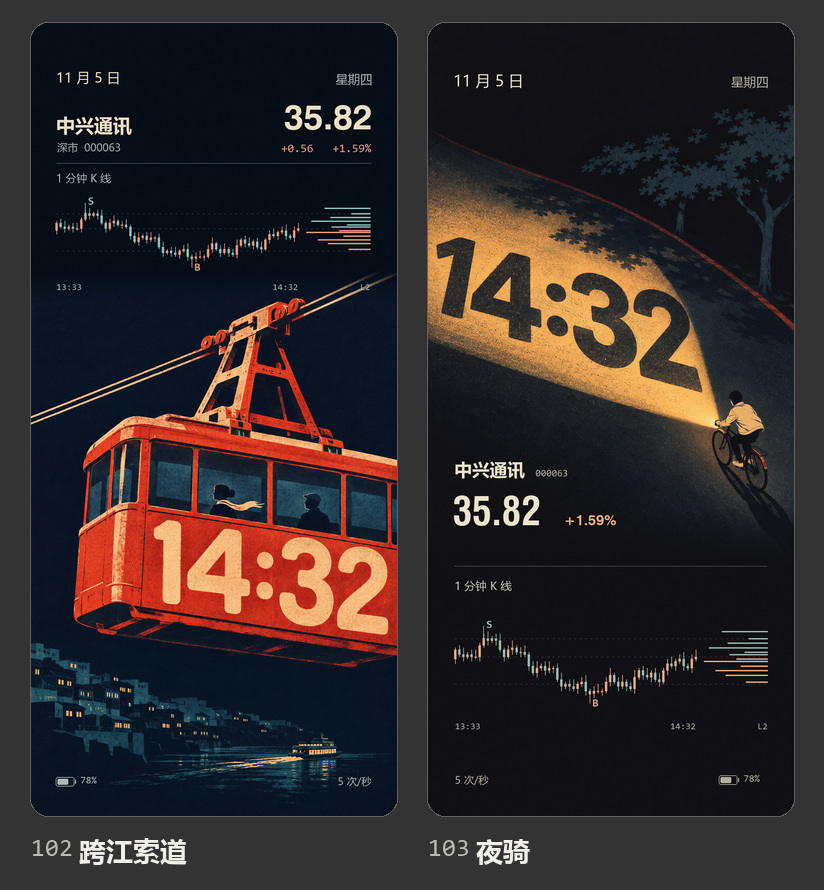 11 月 5 日
星期四
中兴通讯
35.82
深市 000063
+0.56 +1.59%
1 分钟 K 线
S
B
13:33
14:32
L2
14:32
78%
5 次/秒
102 跨江索道
11 月 5 日
星期四
14:32
中兴通讯 000063
35.82 +1.59%
1 分钟 K 线
S
B
13:33
14:32
L2
5 次/秒
78%
103 夜骑